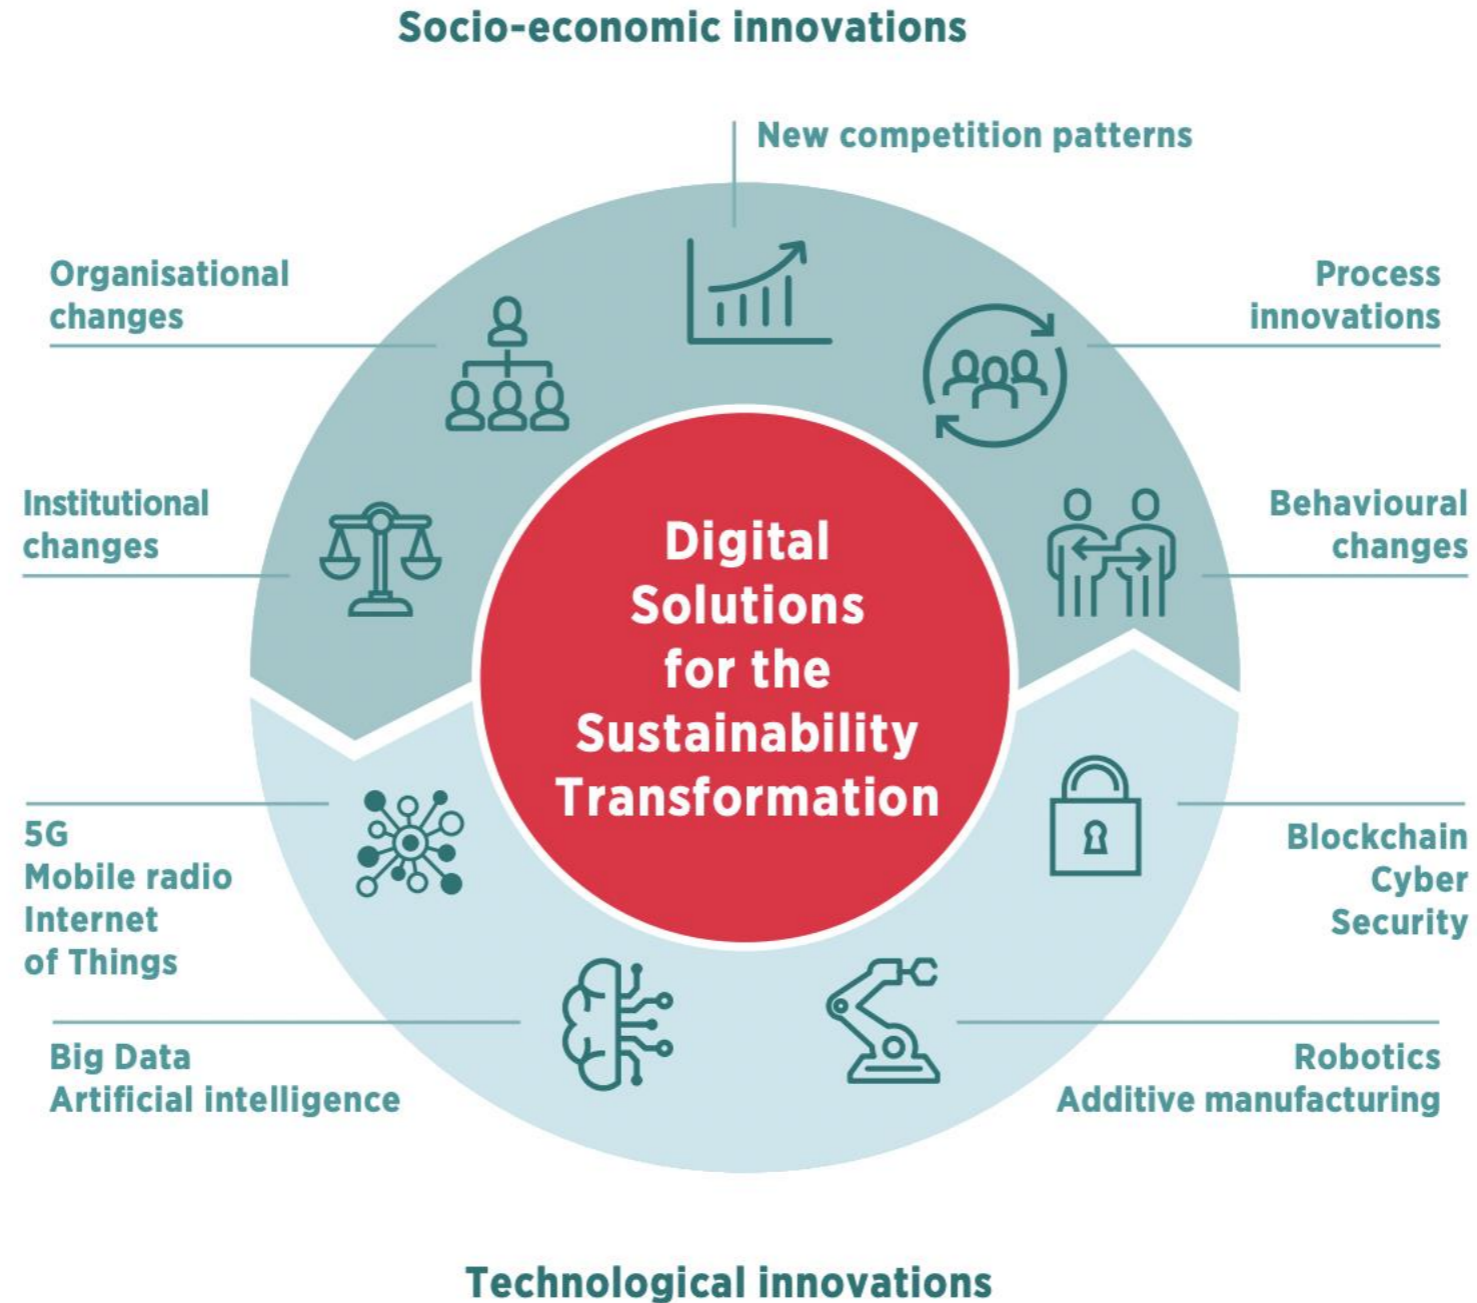 Socio-economic innovations
New competition patterns
Organisational
changes
Process
innovations
Institutional
changes
Behavioural
changes
Digital
Solutions
for the
Sustainability
Transformation
5G
Mobile radio
Internet
of Things
Blockchain
Cyber
Security
Big Data
Artificial intelligence
Robotics
Additive manufacturing
Technological innovations